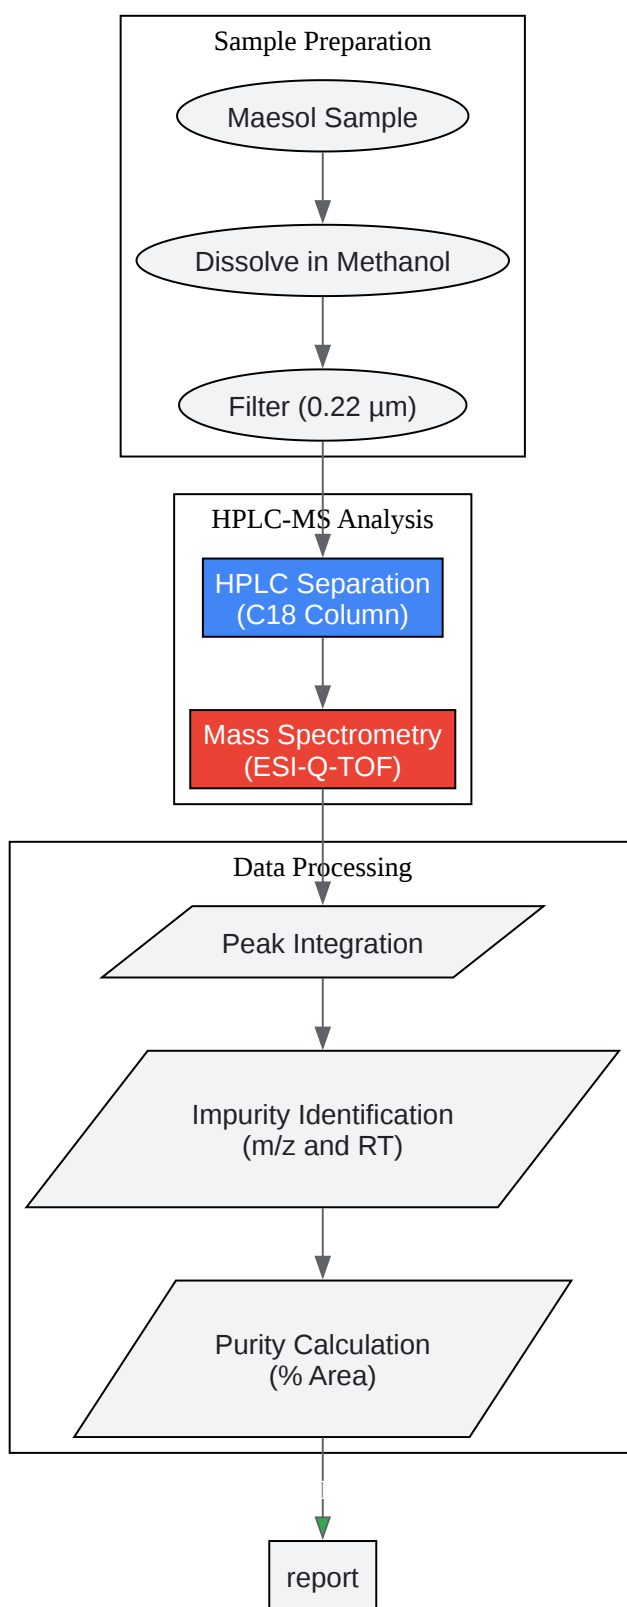 Sample Preparation
Maesol Sample
Dissolve in Methanol
Filter (0.22 µm)
HPLC-MS Analysis
HPLC Separation
(C18 Column)
Mass Spectrometry
(ESI-Q-TOF)
Data Processing
Peak Integration
Impurity Identification
(m/z and RT)
Purity Calculation
(% Area)
report